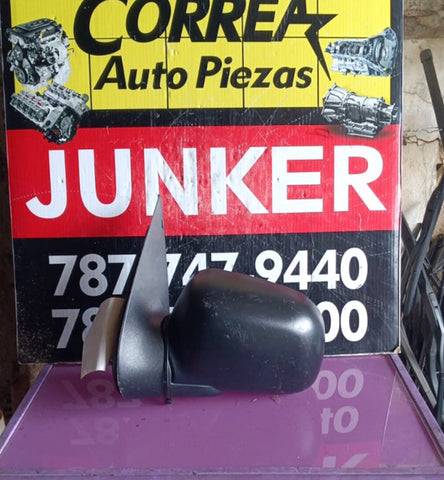 CORREA
Auto Piezas
JUNKER
787 747 9440